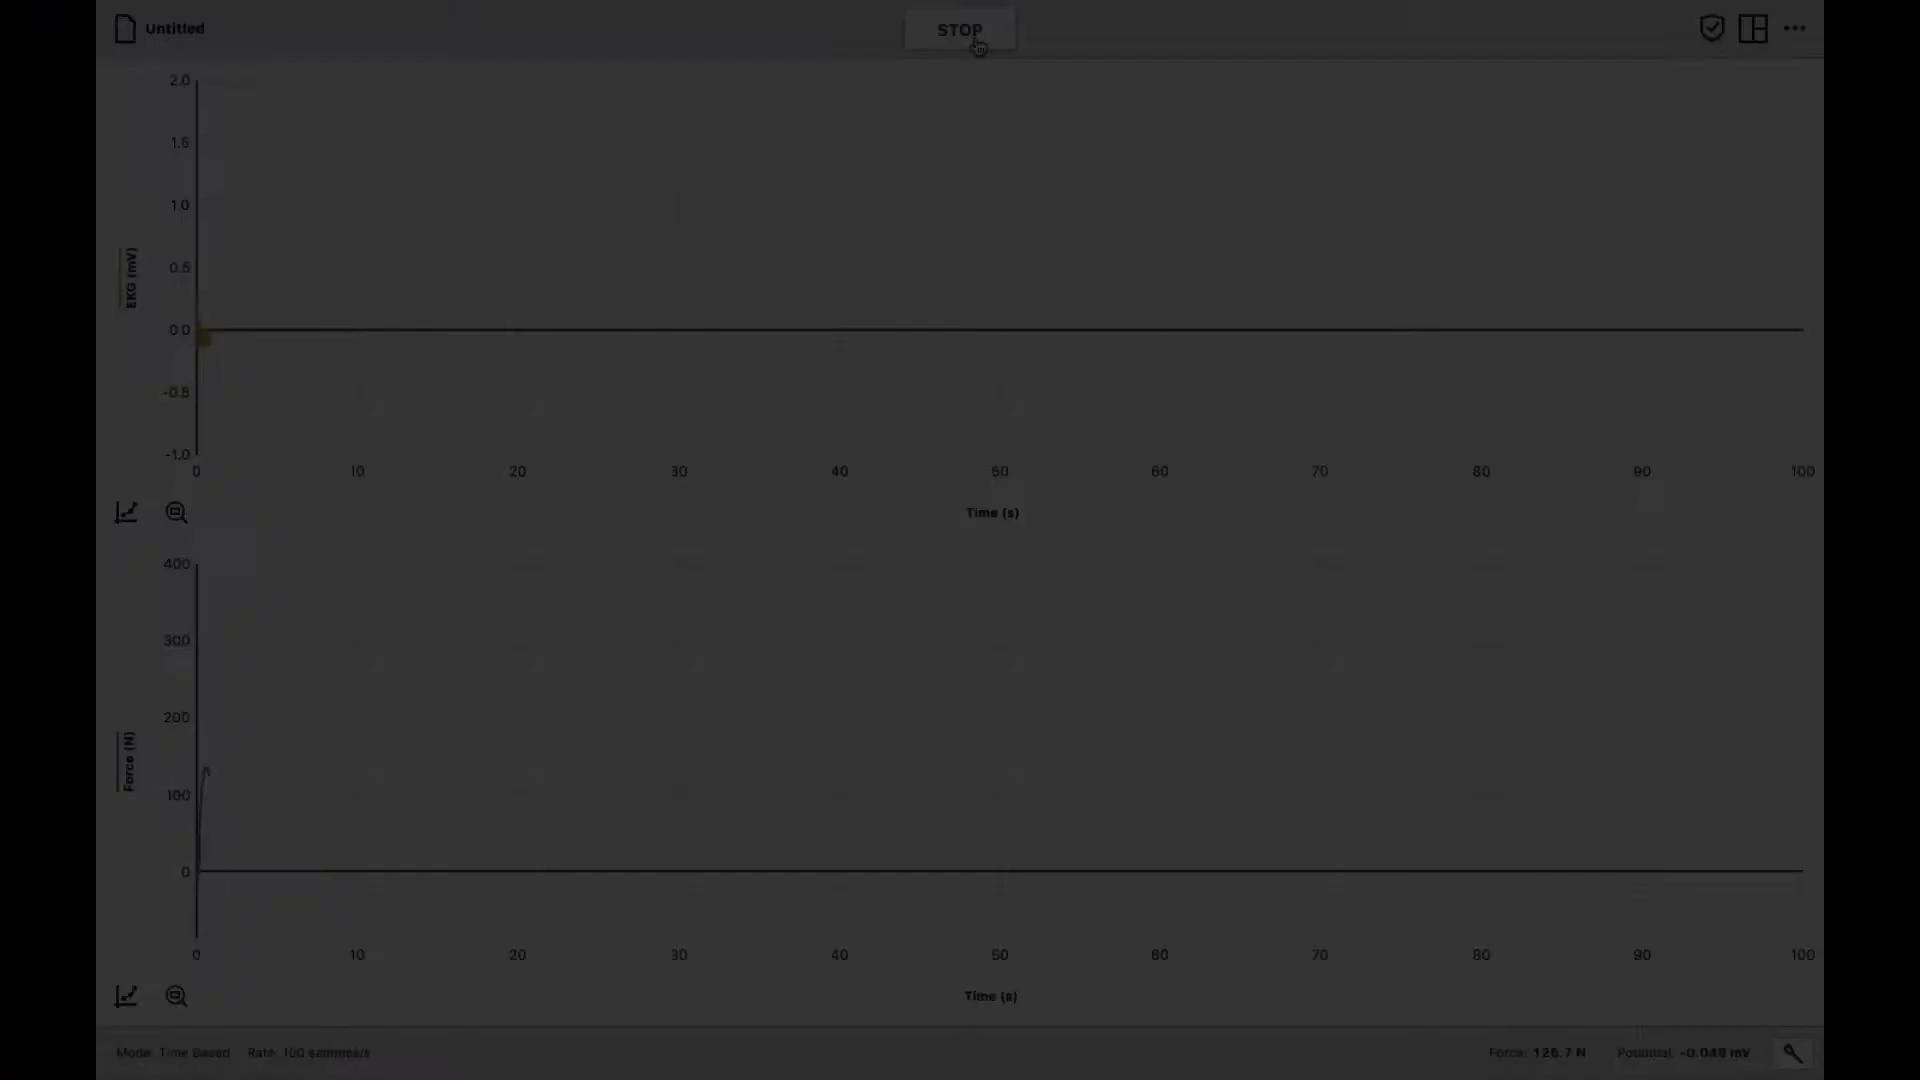 Untitled
STOP
2.0
1.5
1.0
0.5
0.0
-0.5
-1.0
EKG (mV)
0 10 20 30 40 50 60 70 80 90 100
Time (s)
400
300
200
100
0
Force (N)
0 10 20 30 40 50 60 70 80 90 100
Time (s)
Mode: Time Based Rate: 100 samples/s Force: 126.7 N Potential: -0.048 mV